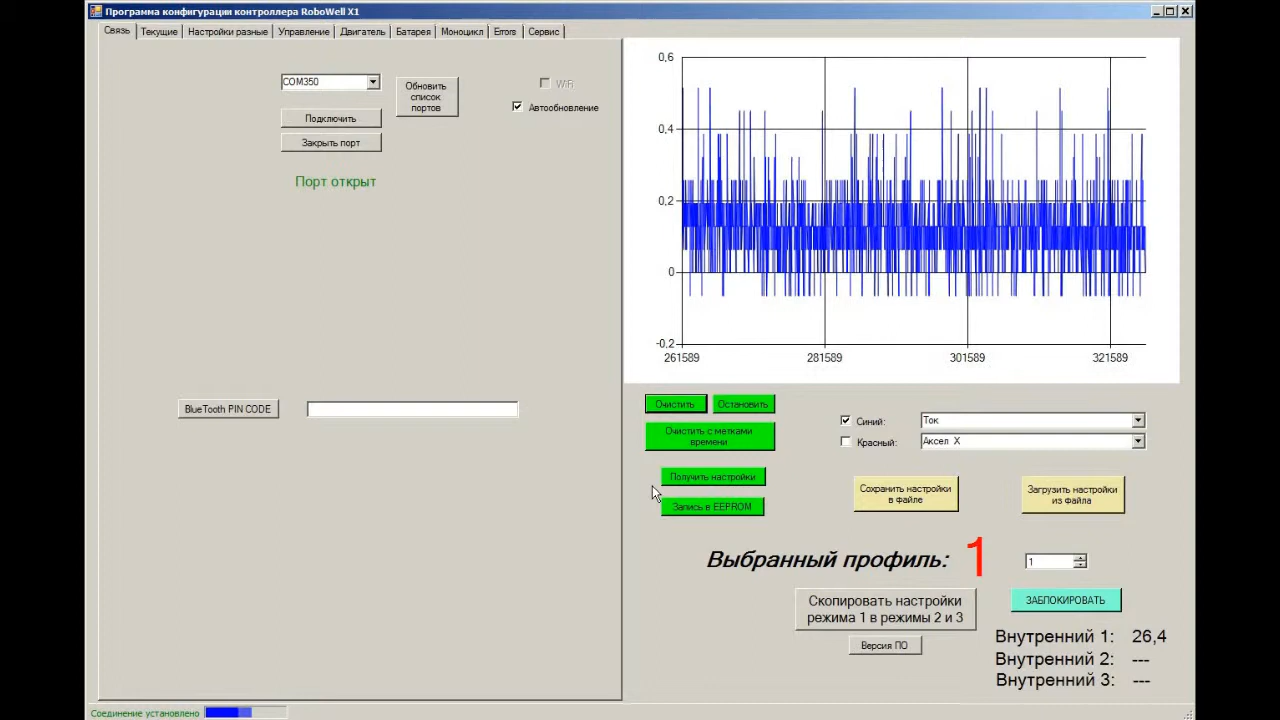 Программа конфигурации контроллера RoboWell X1
Связь Текущие Настройки разные Управление Двигатель Батарея Моноцикл Errors Сервис
COM350
Обновить
список
портов
WiFi
Автообновление
Подключить
Закрыть порт
Порт открыт
BlueTooth PIN CODE
0,6
0,4
0,2
0
-0.2
261589 281589 301589 321589
Очистить Остановить
Очистить с метками
времени
Синий: Ток
Красный: Аксел X
Получить настройки
Запись в EEPROM
Сохранить настройки
в файле
Загрузить настройки
из файла
Выбранный профиль: 1
1
Скопировать настройки
режима 1 в режимы 2 и 3
ЗАБЛОКИРОВАТЬ
Версия ПО
Внутренний 1: 26,4
Внутренний 2: ---
Внутренний 3: ---
Соединение установлено